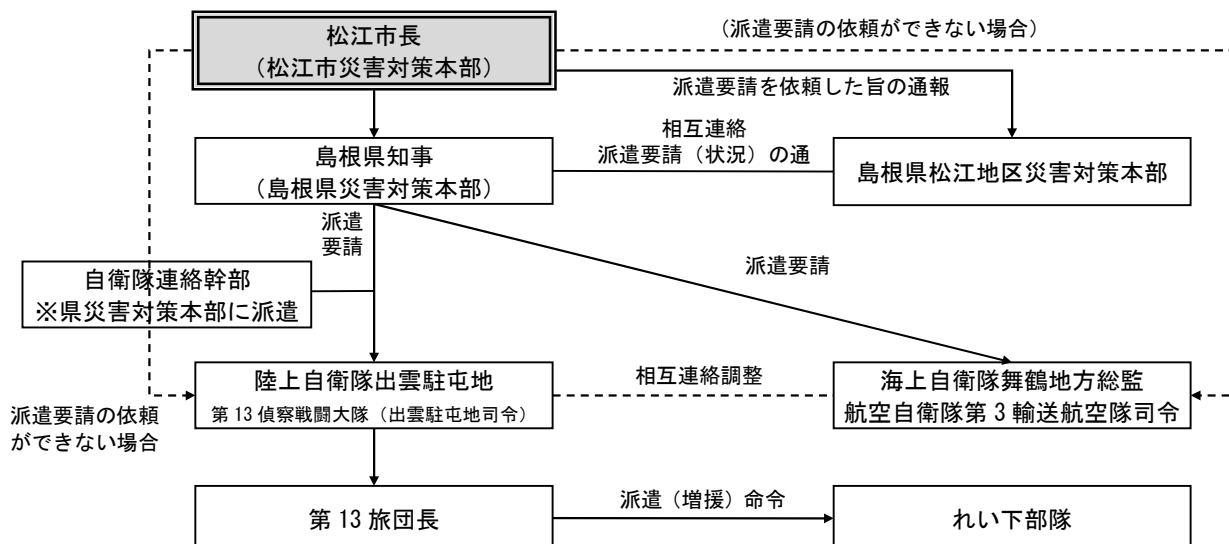 松江市長
（松江市災害対策本部）
（派遣要請の依頼ができない場合）
派遣要請を依頼した旨の通報
島根県知事
（島根県災害対策本部）
相互連絡
派遣要請（状況）の通
島根県松江地区災害対策本部
派遣
要請
派遣要請
自衛隊連絡幹部
※県災害対策本部に派遣
陸上自衛隊出雲駐屯地
第13偵察戦闘大隊（出雲駐屯地司令）
相互連絡調整
海上自衛隊舞鶴地方総監
航空自衛隊第３輸送航空隊司令
派遣要請の依頼
ができない場合
第13旅団長
派遣（増援）命令
れい下部隊